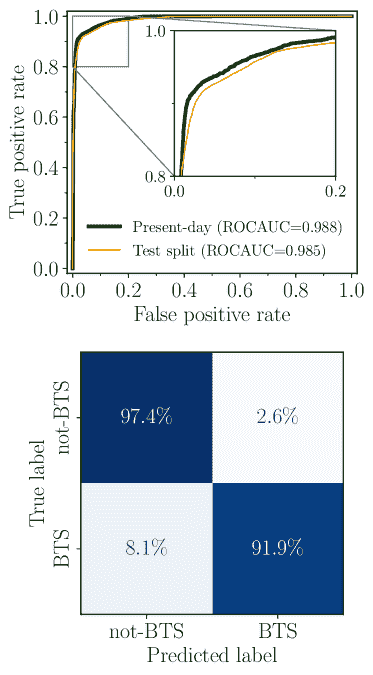 1.0
0.8
0.6
0.4
0.2
0.0
True positive rate
1.0
0.8
0.0
0.2
Present-day (ROCAUC=0.988)
Test split (ROCAUC=0.985)
0.0 0.2 0.4 0.6 0.8 1.0
False positive rate
True label
not-BTS
BTS
97.4% 2.6%
8.1% 91.9%
not-BTS BTS
Predicted label